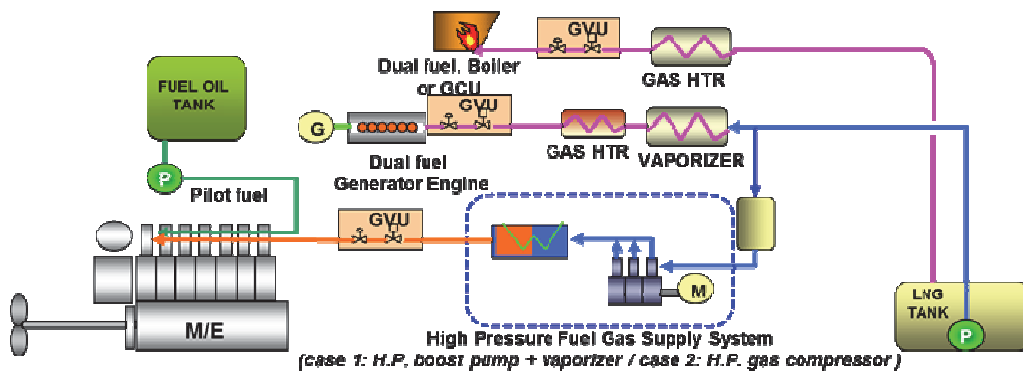 GVU
Dual fuel. Boiler
or GCU
GAS HTR
FUEL OIL
TANK
GVU
G
Dual fuel
Generator Engine
GAS HTR
VAPORIZER
P
Pilot fuel
GVU
M
M/E
LNG
TANK
P
High Pressure Fuel Gas Supply System
(case 1: H.P, boost pump + vaporizer / case 2: H.P. gas compressor )